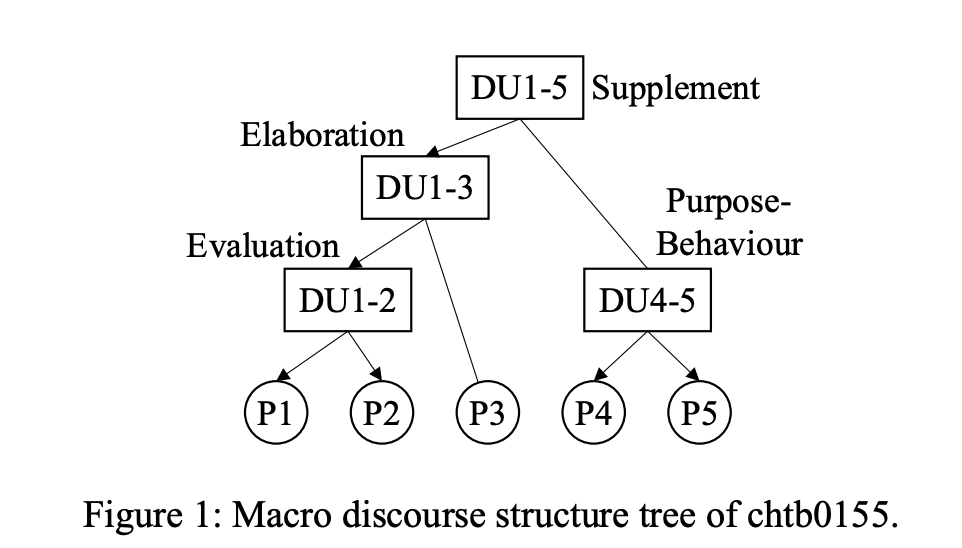 DU1-5 Supplement
Elaboration
DU1-3
Purpose-
Behaviour
Evaluation
DU1-2 DU4-5
P1 P2 P3 P4 P5
Figure 1: Macro discourse structure tree of chtb0155.